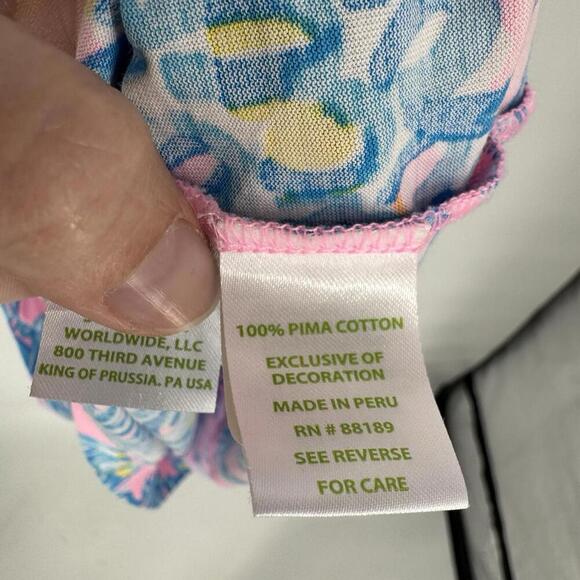 WORLDWIDE, LLC
800 THIRD AVENUE
KING OF PRUSSIA. PA USA
100% PIMA COTTON
EXCLUSIVE OF
DECORATION
MADE IN PERU
RN # 88189
SEE REVERSE
FOR CARE